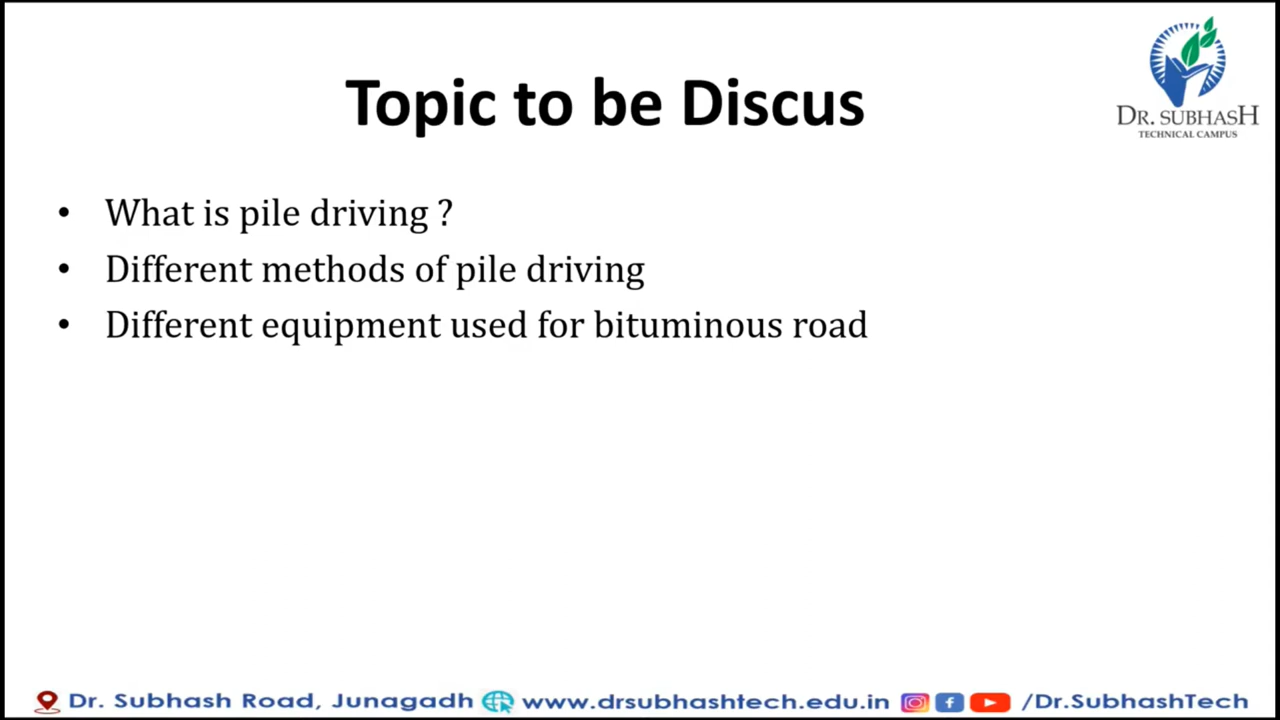 Topic to be Discus
DR. SUBHASH
TECHNICAL CAMPUS
• What is pile driving ?
• Different methods of pile driving
• Different equipment used for bituminous road
Dr. Subhash Road, Junagadh www.drsubhashtech.edu.in /Dr.SubhashTech